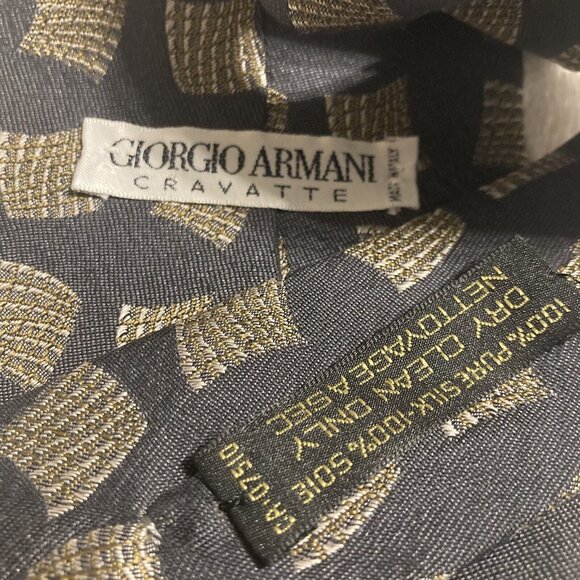 GIORGIO ARMANI
CRAVATTE
MADE IN ITALY
100% PURE SILK-100% SOIE
DRY CLEAN ONLY
NETTOYAGE A SEC
CA 07510